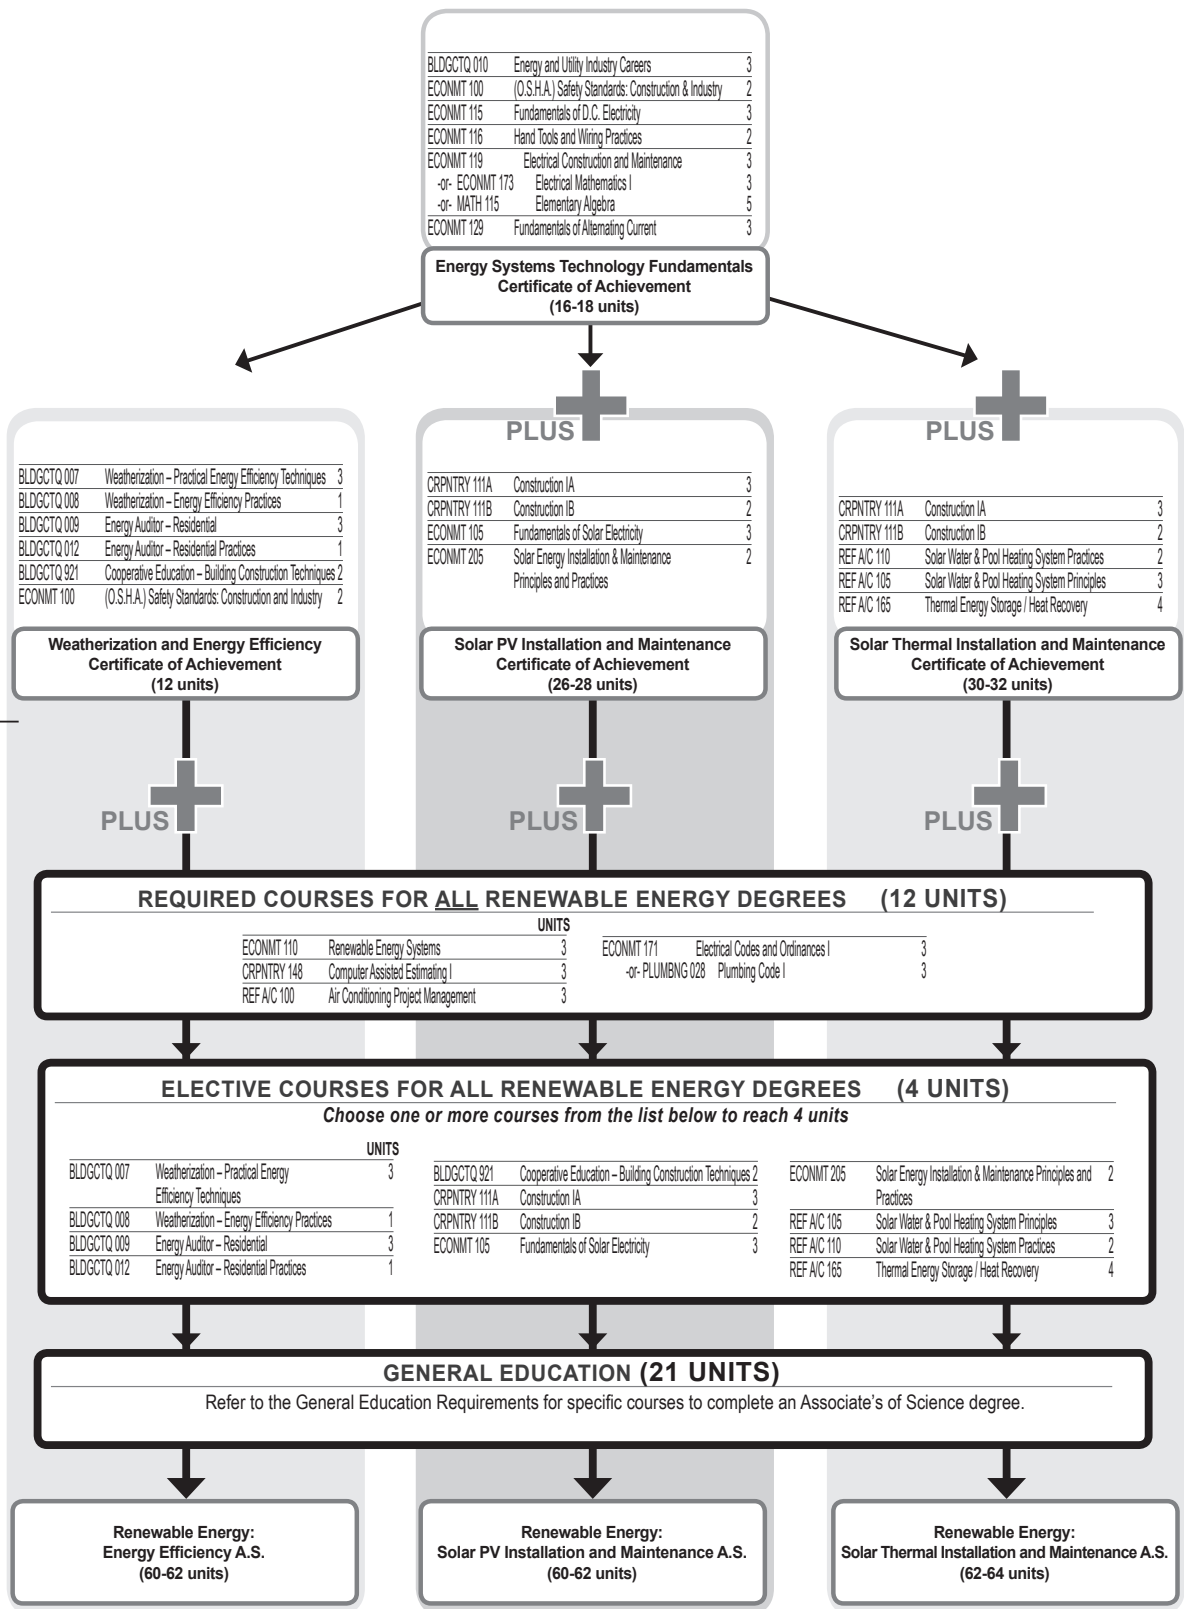 BLDGCTQ 010 Energy and Utility Industry Careers 3
ECONMT 100 (O.S.H.A.) Safety Standards: Construction & Industry 2
ECONMT 115 Fundamentals of D.C. Electricity 3
ECONMT 116 Hand Tools and Wiring Practices 2
ECONMT 119 Electrical Construction and Maintenance 3
-or- ECONMT 173 Electrical Mathematics I 3
-or- MATH 115 Elementary Algebra 5
ECONMT 129 Fundamentals of Alternating Current 3
Energy Systems Technology Fundamentals
Certificate of Achievement
(16-18 units)
BLDGCTQ 007 Weatherization – Practical Energy Efficiency Techniques 3
BLDGCTQ 008 Weatherization – Energy Efficiency Practices 1
BLDGCTQ 009 Energy Auditor – Residential 3
BLDGCTQ 012 Energy Auditor – Residential Practices 1
BLDGCTQ 921 Cooperative Education – Building Construction Techniques 2
ECONMT 100 (O.S.H.A.) Safety Standards: Construction and Industry 2
Weatherization and Energy Efficiency
Certificate of Achievement
(12 units)
PLUS
CRPNTRY 111A Construction IA 3
CRPNTRY 111B Construction IB 2
ECONMT 105 Fundamentals of Solar Electricity 3
ECONMT 205 Solar Energy Installation & Maintenance 2
Principles and Practices
Solar PV Installation and Maintenance
Certificate of Achievement
(26-28 units)
PLUS
CRPNTRY 111A Construction IA 3
CRPNTRY 111B Construction IB 2
REF A/C 110 Solar Water & Pool Heating System Practices 2
REF A/C 105 Solar Water & Pool Heating System Principles 3
REF A/C 165 Thermal Energy Storage / Heat Recovery 4
Solar Thermal Installation and Maintenance
Certificate of Achievement
(30-32 units)
PLUS
PLUS
PLUS
REQUIRED COURSES FOR ALL RENEWABLE ENERGY DEGREES (12 UNITS)
UNITS
ECONMT 110 Renewable Energy Systems 3
CRPNTRY 148 Computer Assisted Estimating I 3
REF A/C 100 Air Conditioning Project Management 3
ECONMT 171 Electrical Codes and Ordinances I 3
-or- PLUMBNG 028 Plumbing Code I 3
ELECTIVE COURSES FOR ALL RENEWABLE ENERGY DEGREES (4 UNITS)
Choose one or more courses from the list below to reach 4 units
UNITS
BLDGCTQ 007 Weatherization – Practical Energy 3
Efficiency Techniques
BLDGCTQ 008 Weatherization – Energy Efficiency Practices 1
BLDGCTQ 009 Energy Auditor – Residential 3
BLDGCTQ 012 Energy Auditor – Residential Practices 1
BLDGCTQ 921 Cooperative Education – Building Construction Techniques 2
CRPNTRY 111A Construction IA 3
CRPNTRY 111B Construction IB 2
ECONMT 105 Fundamentals of Solar Electricity 3
ECONMT 205 Solar Energy Installation & Maintenance Principles and 2
Practices
REF A/C 105 Solar Water & Pool Heating System Principles 3
REF A/C 110 Solar Water & Pool Heating System Practices 2
REF A/C 165 Thermal Energy Storage / Heat Recovery 4
GENERAL EDUCATION (21 UNITS)
Refer to the General Education Requirements for specific courses to complete an Associate's of Science degree.
Renewable Energy:
Energy Efficiency A.S.
(60-62 units)
Renewable Energy:
Solar PV Installation and Maintenance A.S.
(60-62 units)
Renewable Energy:
Solar Thermal Installation and Maintenance A.S.
(62-64 units)